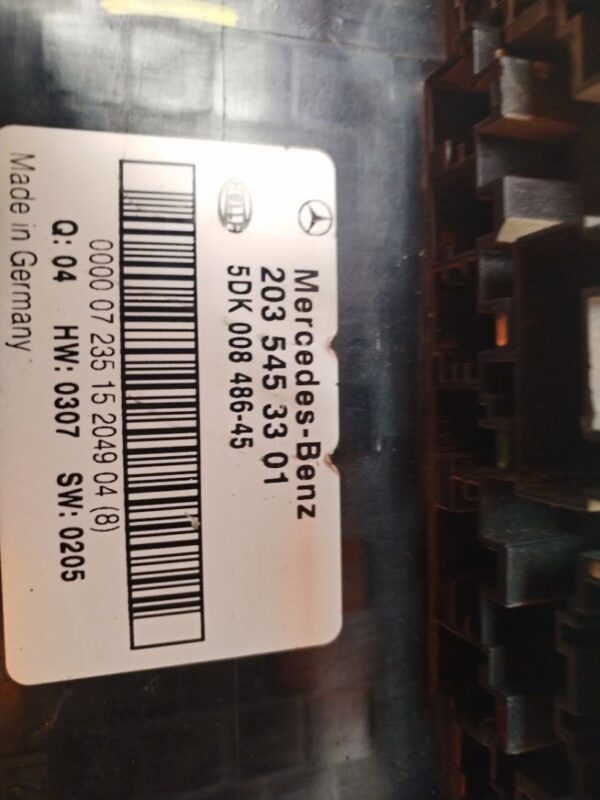 Mercedes-Benz
203 545 33 01
HELLA
5DK 008 486-45
0000 07 235 15 2049 04 (8)
Q: 04 HW: 0307 SW: 0205
Made in Germany